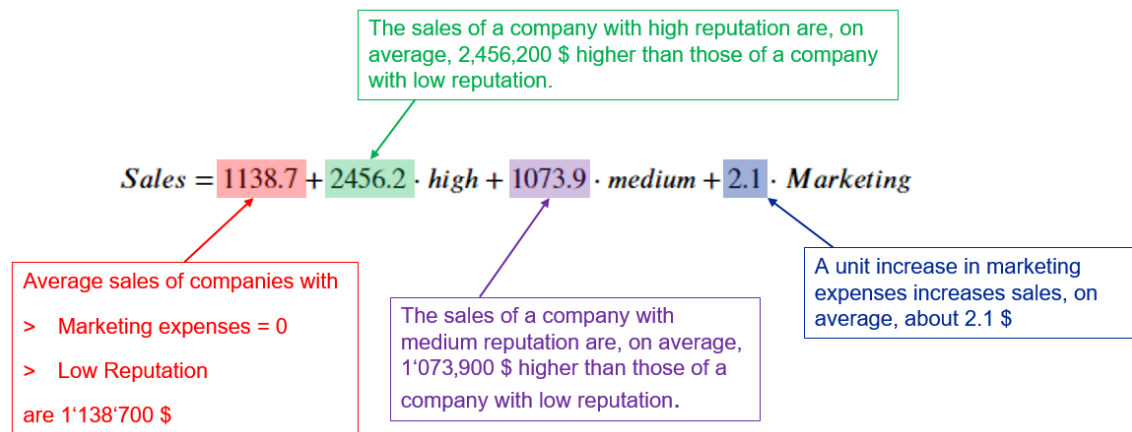 The sales of a company with high reputation are, on
average, 2,456,200 $ higher than those of a company
with low reputation.
Sales = 1138.7 + 2456.2 · high + 1073.9 · medium + 2.1 · Marketing
Average sales of companies with
> Marketing expenses = 0
> Low Reputation
are 1‘138‘700 $
The sales of a company with
medium reputation are, on average,
1‘073,900 $ higher than those of a
company with low reputation.
A unit increase in marketing
expenses increases sales, on
average, about 2.1 $